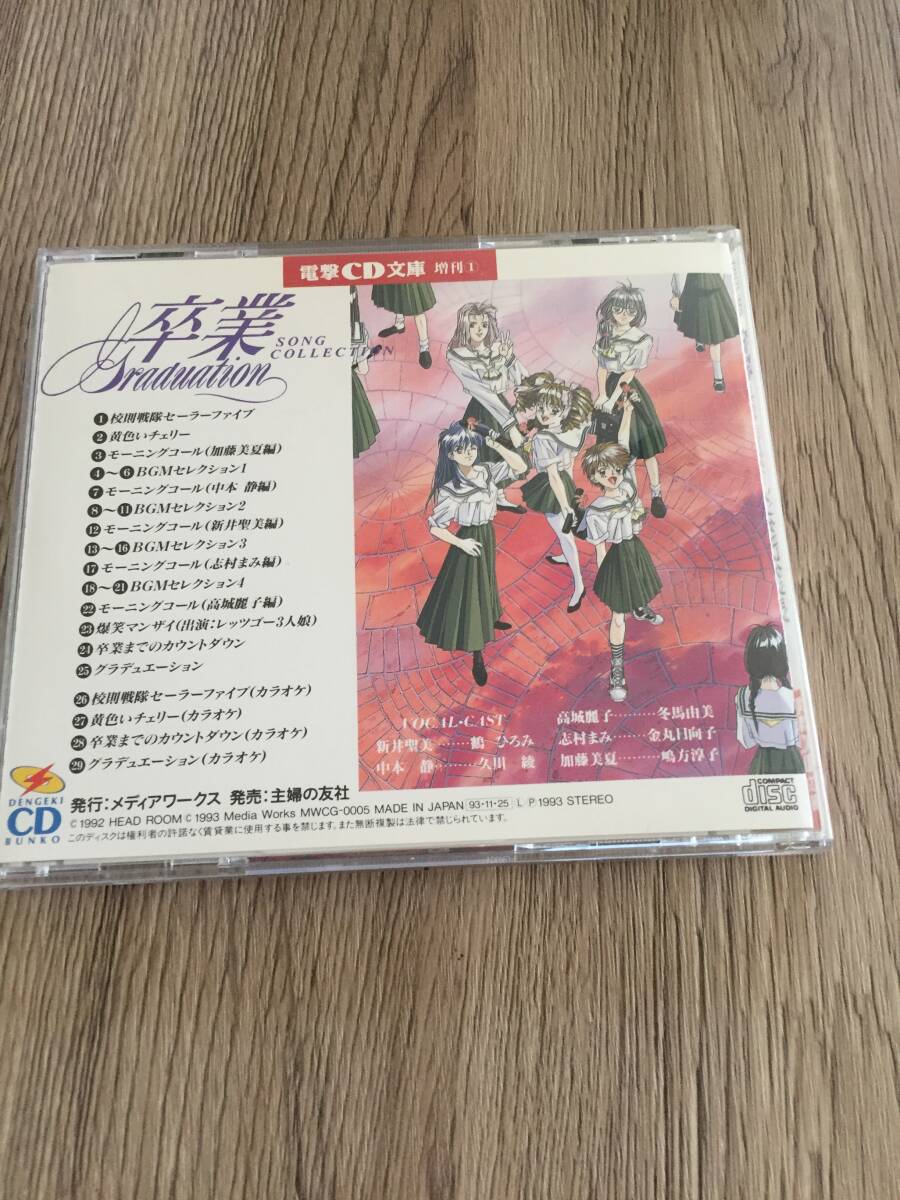 電撃CD文庫 増刊①
卒業
Graduation
SONG
COLLECTION
❶校則戦隊セーラーファイブ
❷黄色いチェリー
❸モーニングコール(加藤美夏編)
❹～❻BGMセレクション1
❼モーニングコール(中本 静編)
❽～⓫BGMセレクション2
⓬モーニングコール(新井聖美編)
⓭～⓰BGMセレクション3
⓱モーニングコール(志村まみ編)
⓲～㉑BGMセレクション4
㉒モーニングコール(高城麗子編)
㉓爆笑マンザイ(出演:レッツゴー3人娘)
㉔卒業までのカウントダウン
㉕グラデュエーション
㉖校則戦隊セーラーファイブ(カラオケ)
㉗黄色いチェリー(カラオケ)
㉘卒業までのカウントダウン(カラオケ)
㉙グラデュエーション(カラオケ)
VOCAL・CAST
高城麗子………冬馬由美
新井聖美……鶴 ひろみ
志村まみ……金丸日向子
中本 静………久川 綾
加藤美夏………鳴方淳子
DENGEKI
CD
BUNKO
発行:メディアワークス 発売:主婦の友社
©1992 HEAD ROOM ©1993 Media Works MWCG-0005 MADE IN JAPAN 93・11・25 L P 1993 STEREO
このディスクは権利者の許諾なく賃貸業に使用する事を禁じます。また無断複製は法律で禁じられています。
COMPACT
disc
DIGITAL AUDIO